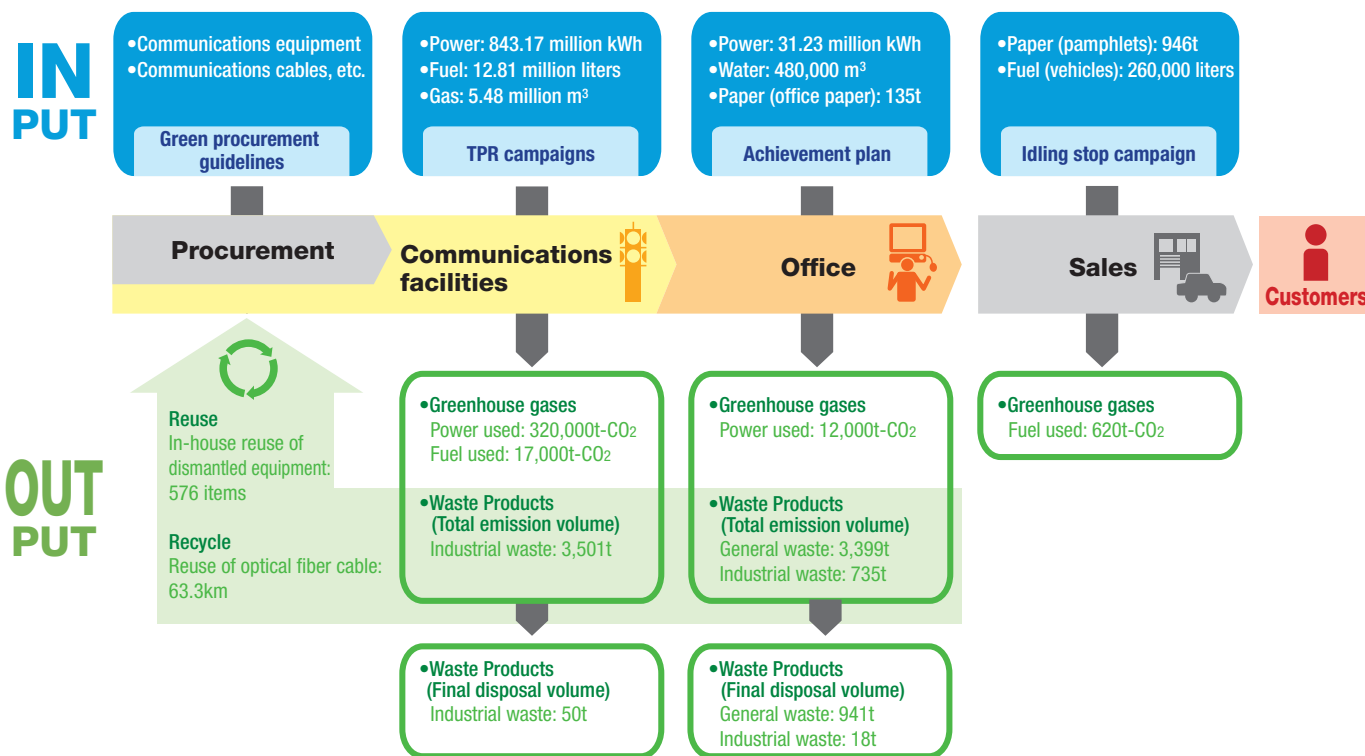 IN
PUT
•Communications equipment
•Communications cables, etc.
Green procurement
guidelines
•Power: 843.17 million kWh
•Fuel: 12.81 million liters
•Gas: 5.48 million m³
TPR campaigns
•Power: 31.23 million kWh
•Water: 480,000 m³
•Paper (office paper): 135t
Achievement plan
•Paper (pamphlets): 946t
•Fuel (vehicles): 260,000 liters
Idling stop campaign
Procurement
Communications
facilities
Office
Sales
Customers
OUT
PUT
Reuse
In-house reuse of
dismantled equipment:
576 items
Recycle
Reuse of optical fiber cable:
63.3km
•Greenhouse gases
Power used: 320,000t-CO₂
Fuel used: 17,000t-CO₂
•Waste Products
(Total emission volume)
Industrial waste: 3,501t
•Greenhouse gases
Power used: 12,000t-CO₂
•Waste Products
(Total emission volume)
General waste: 3,399t
Industrial waste: 735t
•Greenhouse gases
Fuel used: 620t-CO₂
•Waste Products
(Final disposal volume)
Industrial waste: 50t
•Waste Products
(Final disposal volume)
General waste: 941t
Industrial waste: 18t